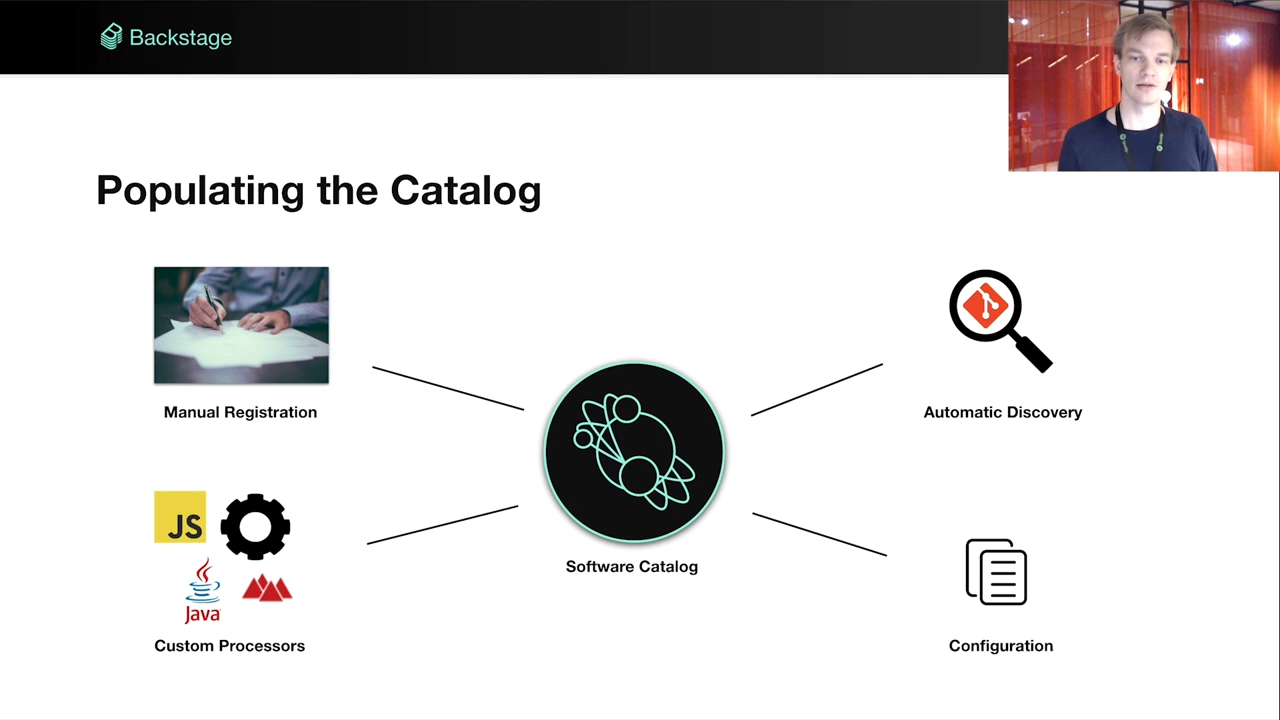 Backstage
Populating the Catalog
Manual Registration
Automatic Discovery
Software Catalog
JS
Java
Custom Processors
Configuration